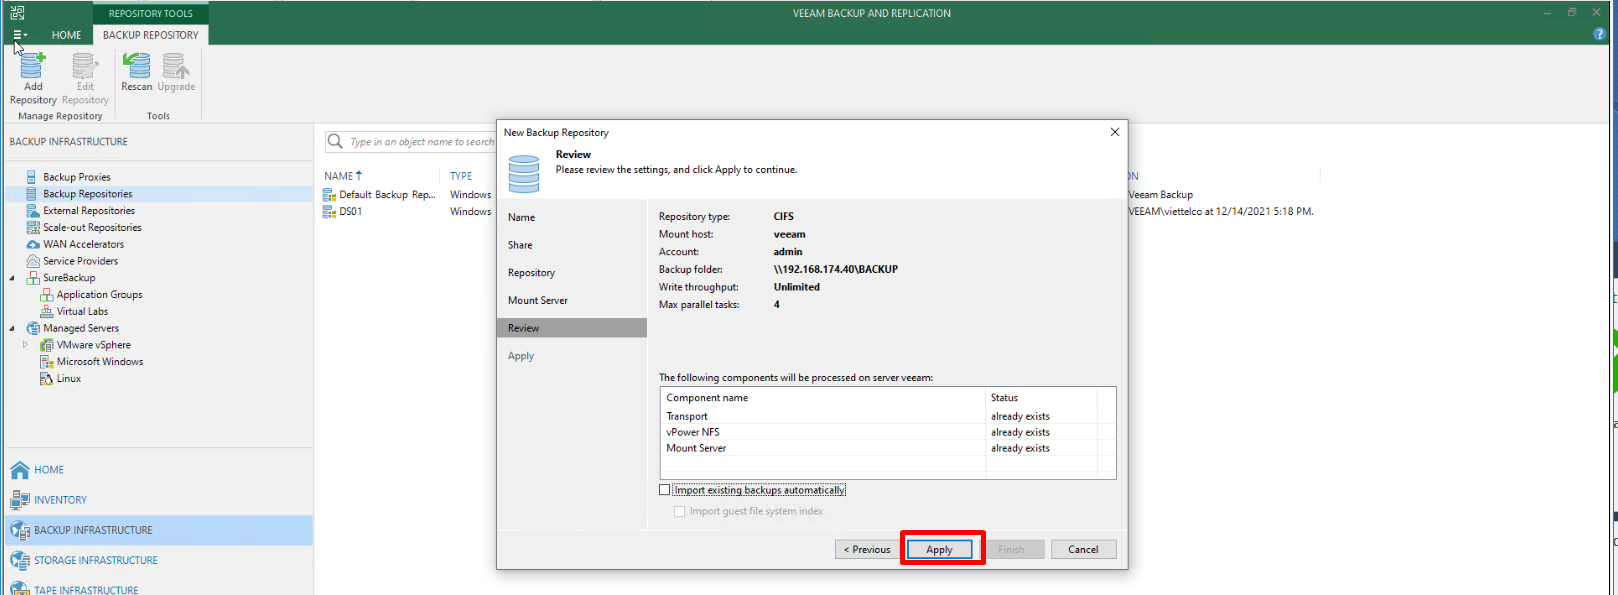 REPOSITORY TOOLS
VEEAM BACKUP AND REPLICATION
HOME
BACKUP REPOSITORY
Add Repository
Edit Repository
Rescan
Upgrade
Manage Repository
Tools
BACKUP INFRASTRUCTURE
Backup Proxies
Backup Repositories
External Repositories
Scale-out Repositories
WAN Accelerators
Service Providers
SureBackup
Application Groups
Virtual Labs
Managed Servers
VMware vSphere
Microsoft Windows
Linux
HOME
INVENTORY
BACKUP INFRASTRUCTURE
STORAGE INFRASTRUCTURE
TAPE INFRASTRUCTURE
Type in an object name to search
NAME
TYPE
ON
Default Backup Rep...
Windows
Veeam Backup
DS01
Windows
VEEAM\viettelco at 12/14/2021 5:18 PM.
New Backup Repository
Review
Please review the settings, and click Apply to continue.
Name
Share
Repository
Mount Server
Review
Apply
Repository type: CIFS
Mount host: veeam
Account: admin
Backup folder: \\192.168.174.40\BACKUP
Write throughput: Unlimited
Max parallel tasks: 4
The following components will be processed on server veeam:
Component name Status
Transport already exists
vPower NFS already exists
Mount Server already exists
Import existing backups automatically
Import guest file system index
< Previous
Apply
Finish
Cancel